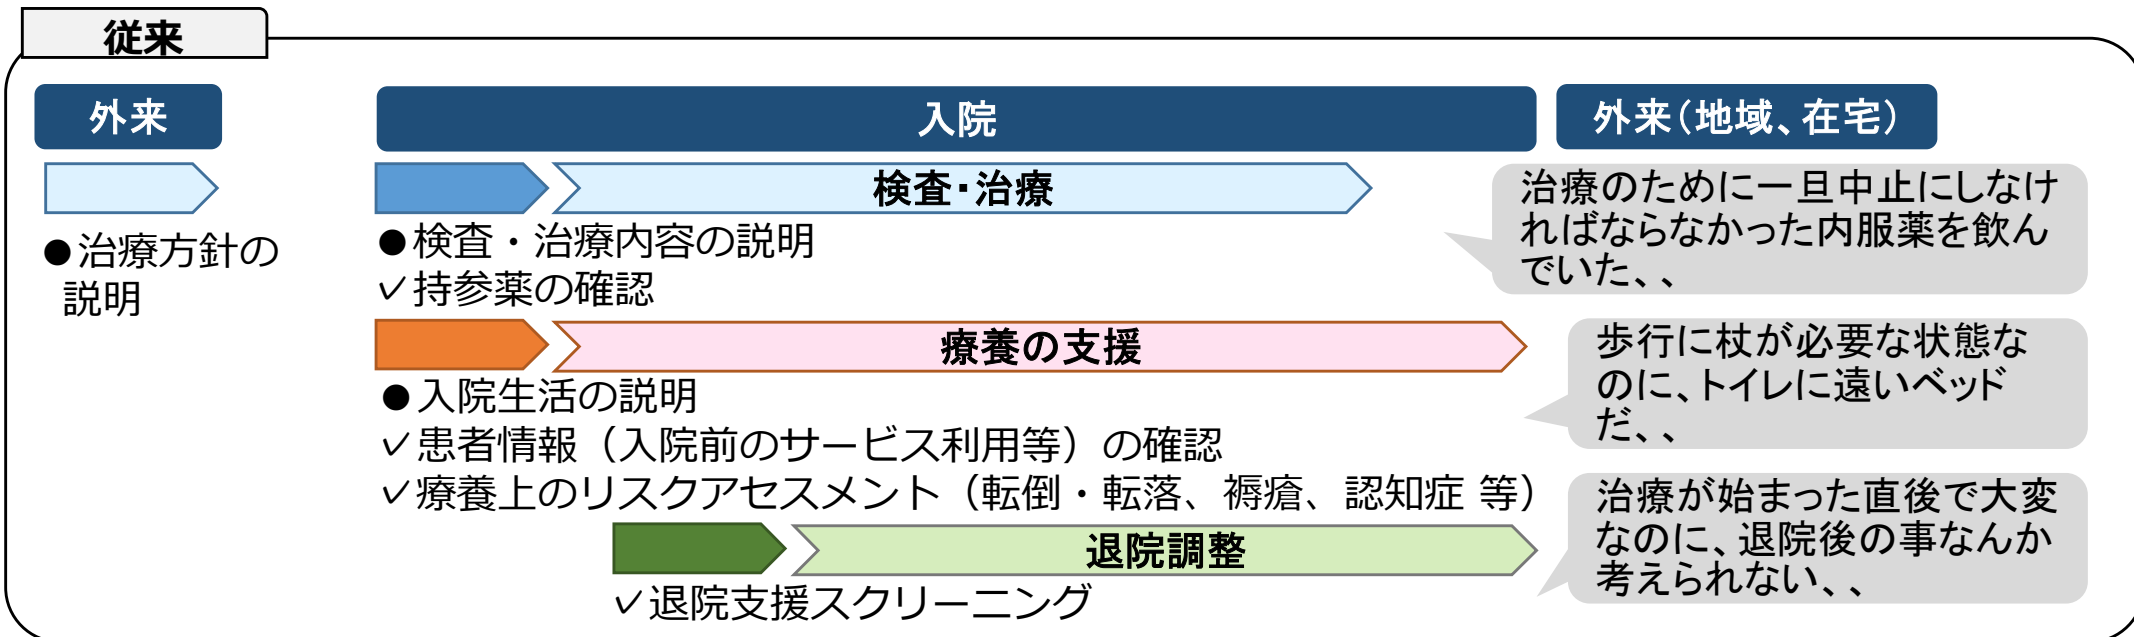 従来
外来
入院
外来（地域、在宅）
検査・治療
●治療方針の
説明
●検査・治療内容の説明
✓持参薬の確認
治療のために一旦中止にしなけ
ればならなかった内服薬を飲ん
でいた、、
療養の支援
●入院生活の説明
✓患者情報（入院前のサービス利用等）の確認
✓療養上のリスクアセスメント（転倒・転落、褥瘡、認知症 等）
歩行に杖が必要な状態な
のに、トイレに遠いベッド
だ、、
退院調整
✓退院支援スクリーニング
治療が始まった直後で大変
なのに、退院後の事なんか
考えられない、、